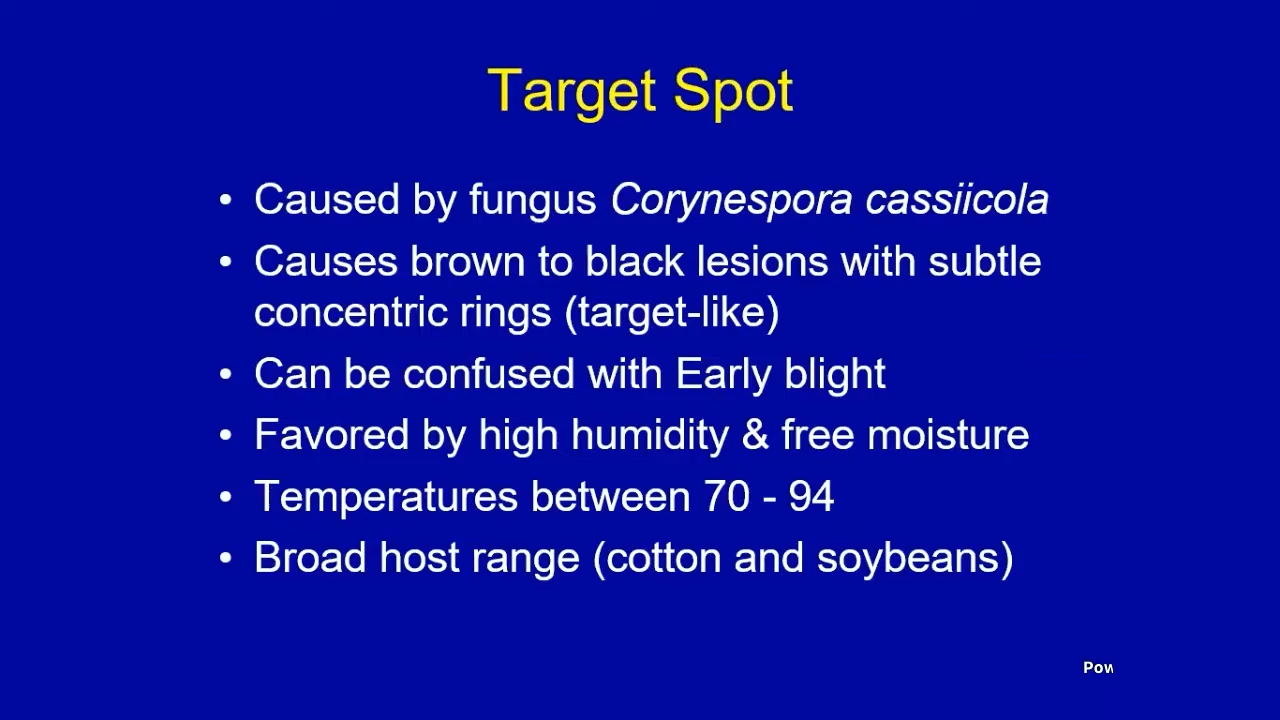 Target Spot
• Caused by fungus Corynespora cassiicola
• Causes brown to black lesions with subtle
concentric rings (target-like)
• Can be confused with Early blight
• Favored by high humidity & free moisture
• Temperatures between 70 - 94
• Broad host range (cotton and soybeans)